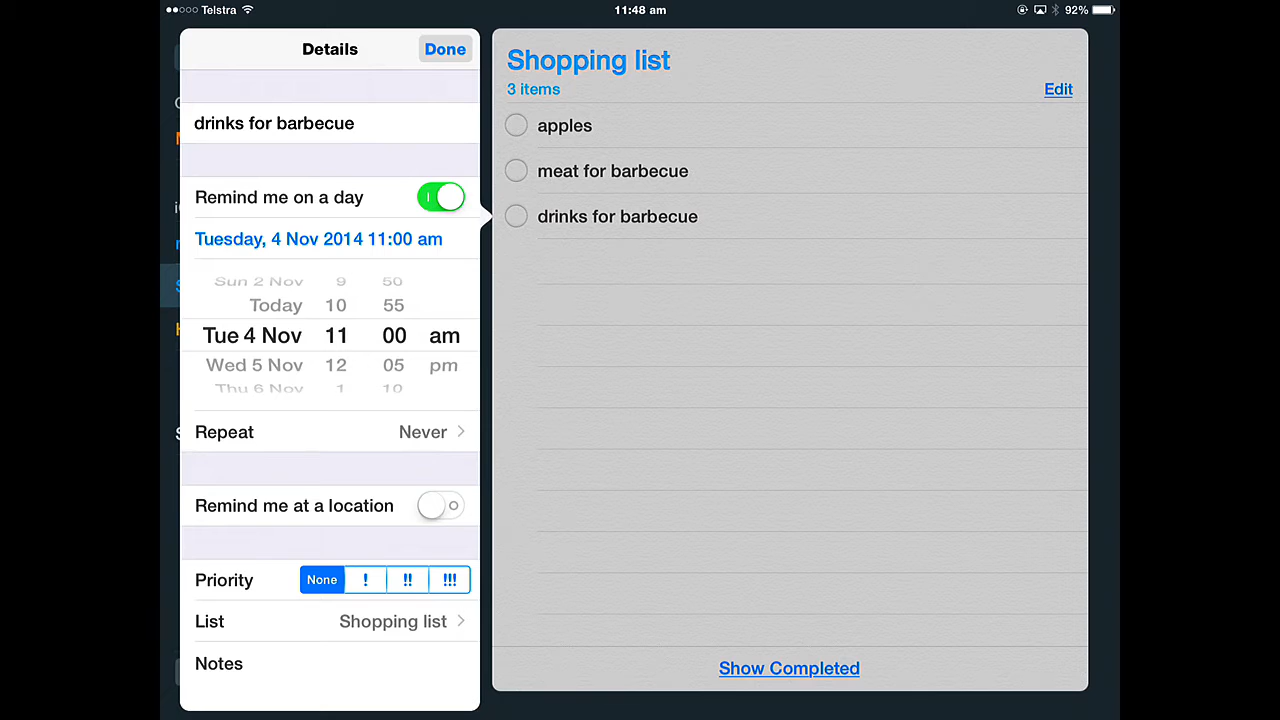 Telstra
11:48 am
92%
Details
Done
drinks for barbecue
Remind me on a day
Tuesday, 4 Nov 2014 11:00 am
Sun 2 Nov 9 50
Today 10 55
Tue 4 Nov 11 00 am
Wed 5 Nov 12 05 pm
Thu 6 Nov 1 10
Repeat Never
Remind me at a location
Priority None ! !! !!!
List Shopping list
Notes
Shopping list
3 items
Edit
apples
meat for barbecue
drinks for barbecue
Show Completed